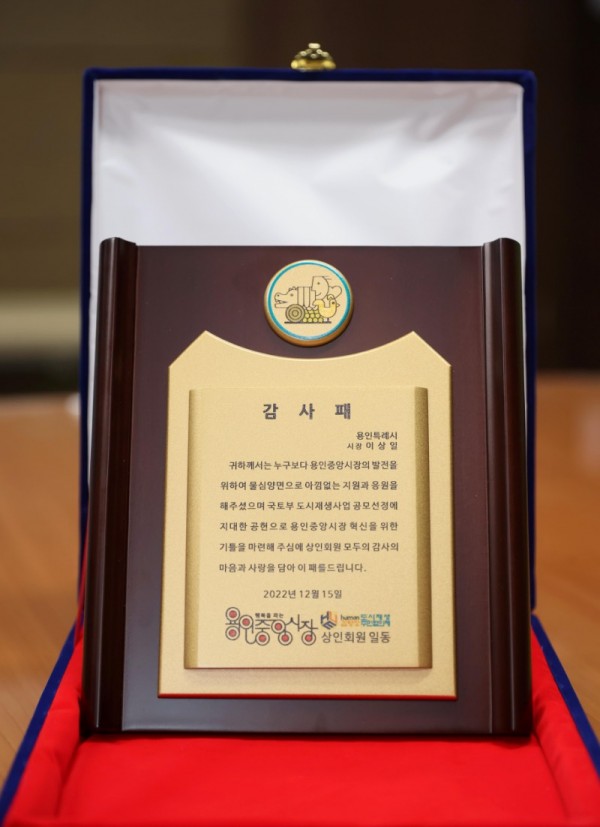 감 사 패
용인특례시
시장 이 상 일
귀하께서는 누구보다 용인중앙시장의 발전을
위하여 물심양면으로 아낌없는 지원과 응원을
해주셨으며 국토부 도시재생사업 공모선정에
지대한 공헌으로 용인중앙시장 혁신을 위한
기틀을 마련해 주심에 상인회원 모두의 감사의
마음과 사랑을 담아 이 패를드립니다.
2022년 12월 15일
행복을 파는
용인중앙시장
human
상인회원 일동